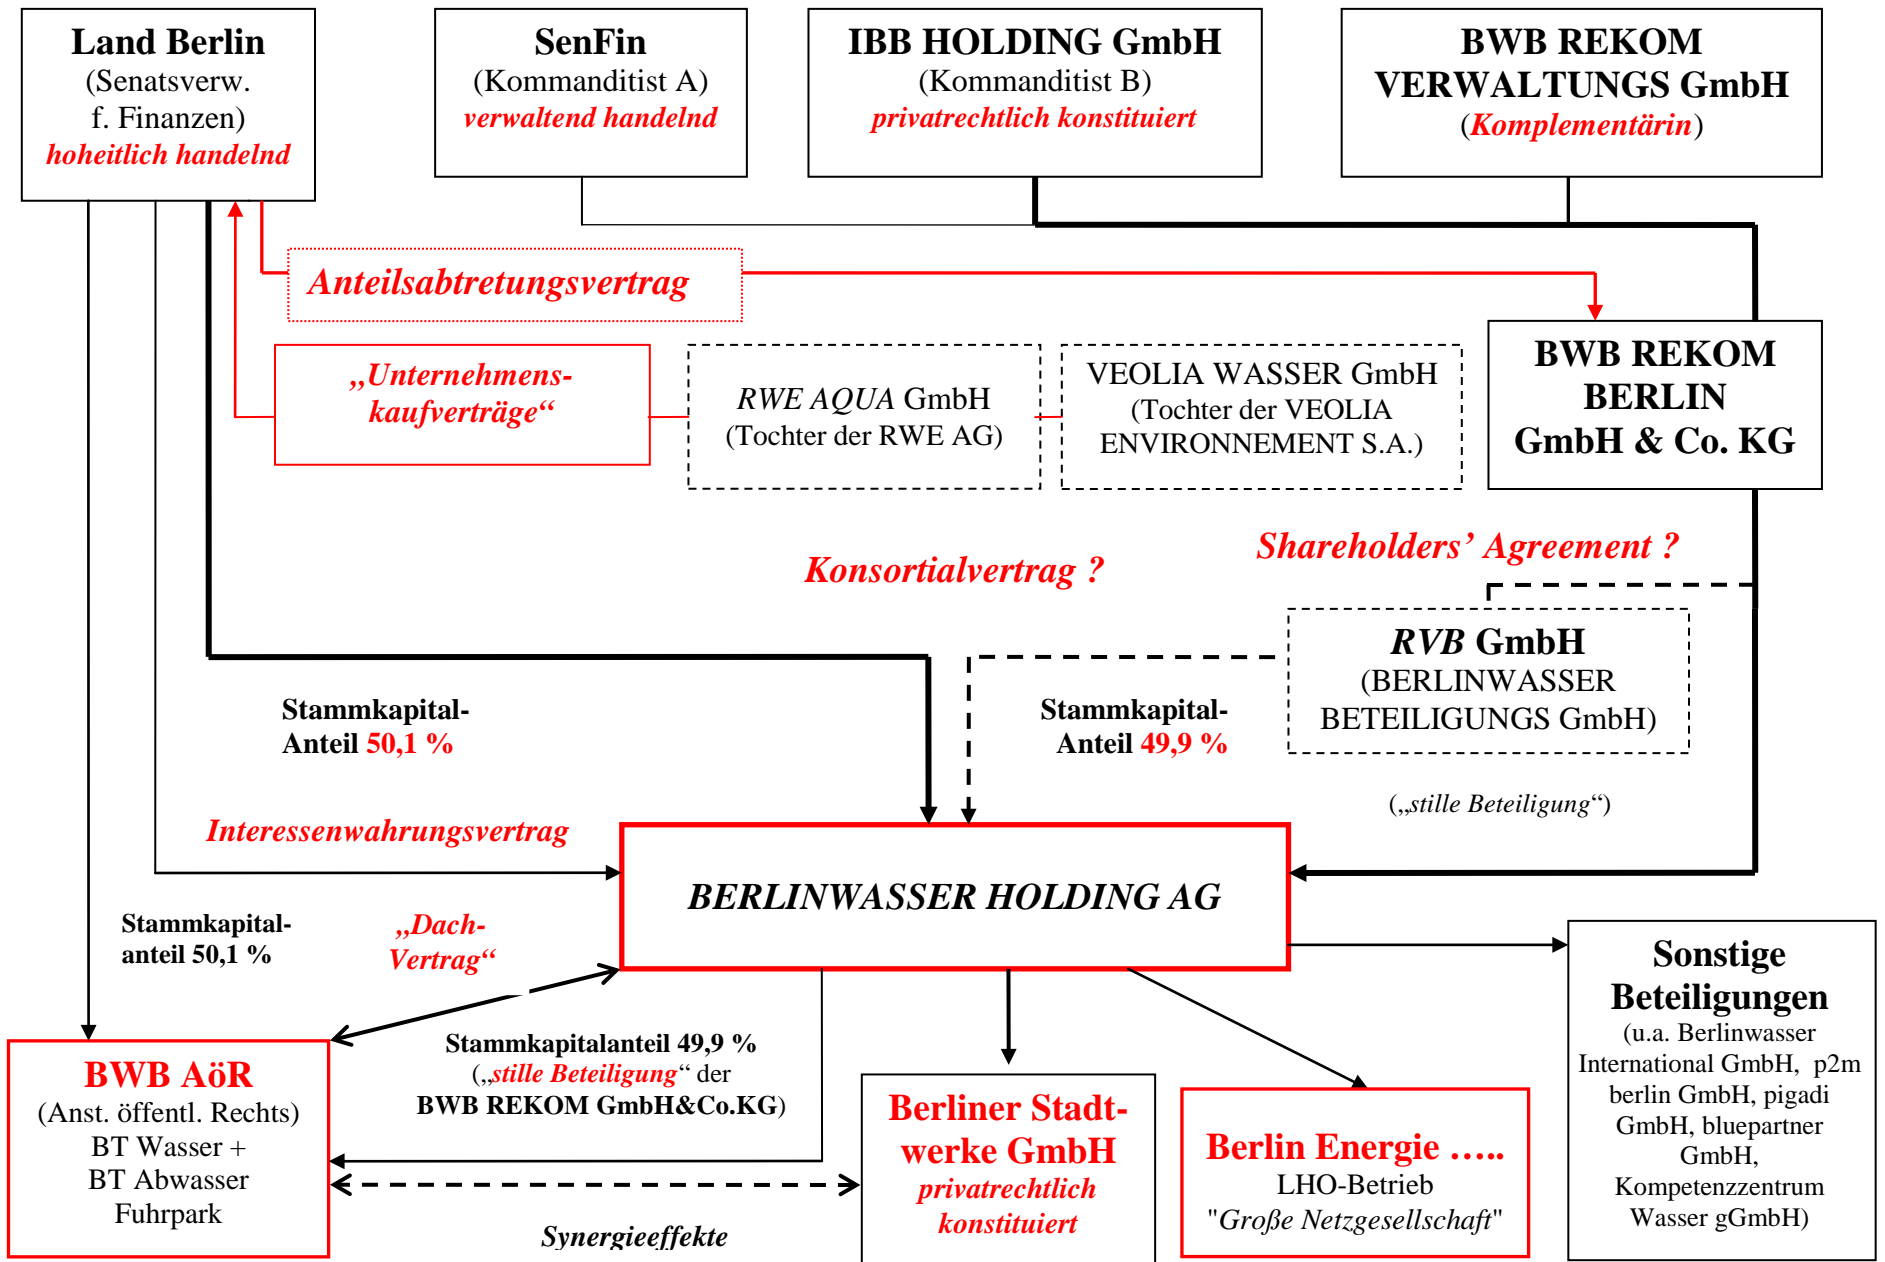 Land Berlin
(Senatsverw.
f. Finanzen)
hoheitlich handelnd
SenFin
(Kommanditist A)
verwaltend handelnd
IBB HOLDING GmbH
(Kommanditist B)
privatrechtlich konstituiert
BWB REKOM
VERWALTUNGS GmbH
(Komplementärin)
Anteilsabtretungsvertrag
„Unternehmens-
kaufverträge“
RWE AQUA GmbH
(Tochter der RWE AG)
VEOLIA WASSER GmbH
(Tochter der VEOLIA
ENVIRONNEMENT S.A.)
BWB REKOM
BERLIN
GmbH & Co. KG
Konsortialvertrag ?
Shareholders’ Agreement ?
RVB GmbH
(BERLINWASSER
BETEILIGUNGS GmbH)
Stammkapital-
Anteil 50,1 %
Stammkapital-
Anteil 49,9 %
(„stille Beteiligung“)
Interessenwahrungsvertrag
BERLINWASSER HOLDING AG
Stammkapital-
anteil 50,1 %
„Dach-
Vertrag“
Stammkapitalanteil 49,9 %
(„stille Beteiligung“ der
BWB REKOM GmbH&Co.KG)
BWB AöR
(Anst. öffentl. Rechts)
BT Wasser +
BT Abwasser
Fuhrpark
Synergieeffekte
Berliner Stadt-
werke GmbH
privatrechtlich
konstituiert
Berlin Energie …..
LHO-Betrieb
"Große Netzgesellschaft"
Sonstige
Beteiligungen
(u.a. Berlinwasser
International GmbH, p2m
berlin GmbH, pigadi
GmbH, bluepartner
GmbH,
Kompetenzzentrum
Wasser gGmbH)